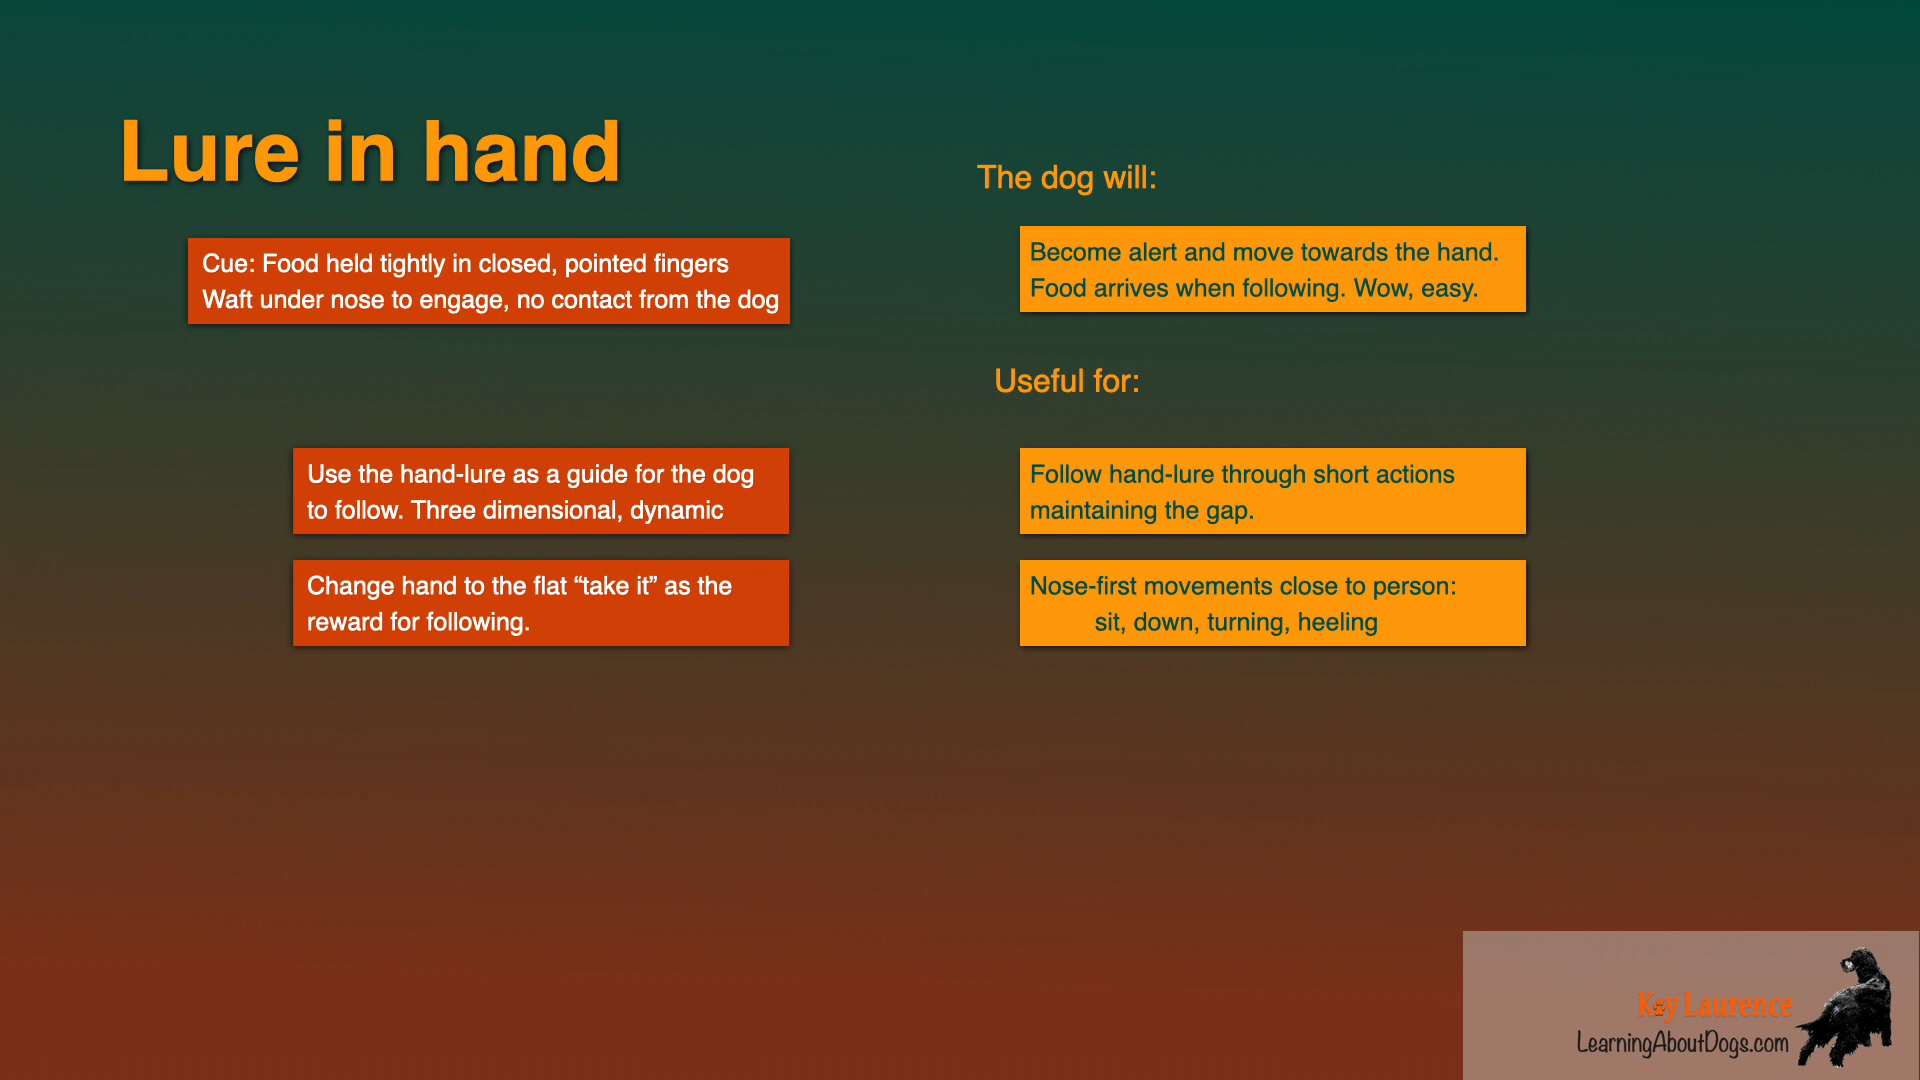 Lure in hand
Cue: Food held tightly in closed, pointed fingers
Waft under nose to engage, no contact from the dog
Use the hand-lure as a guide for the dog
to follow. Three dimensional, dynamic
Change hand to the flat “take it” as the
reward for following.
The dog will:
Become alert and move towards the hand.
Food arrives when following. Wow, easy.
Useful for:
Follow hand-lure through short actions
maintaining the gap.
Nose-first movements close to person:
sit, down, turning, heeling
Kay Laurence
LearningAboutDogs.com